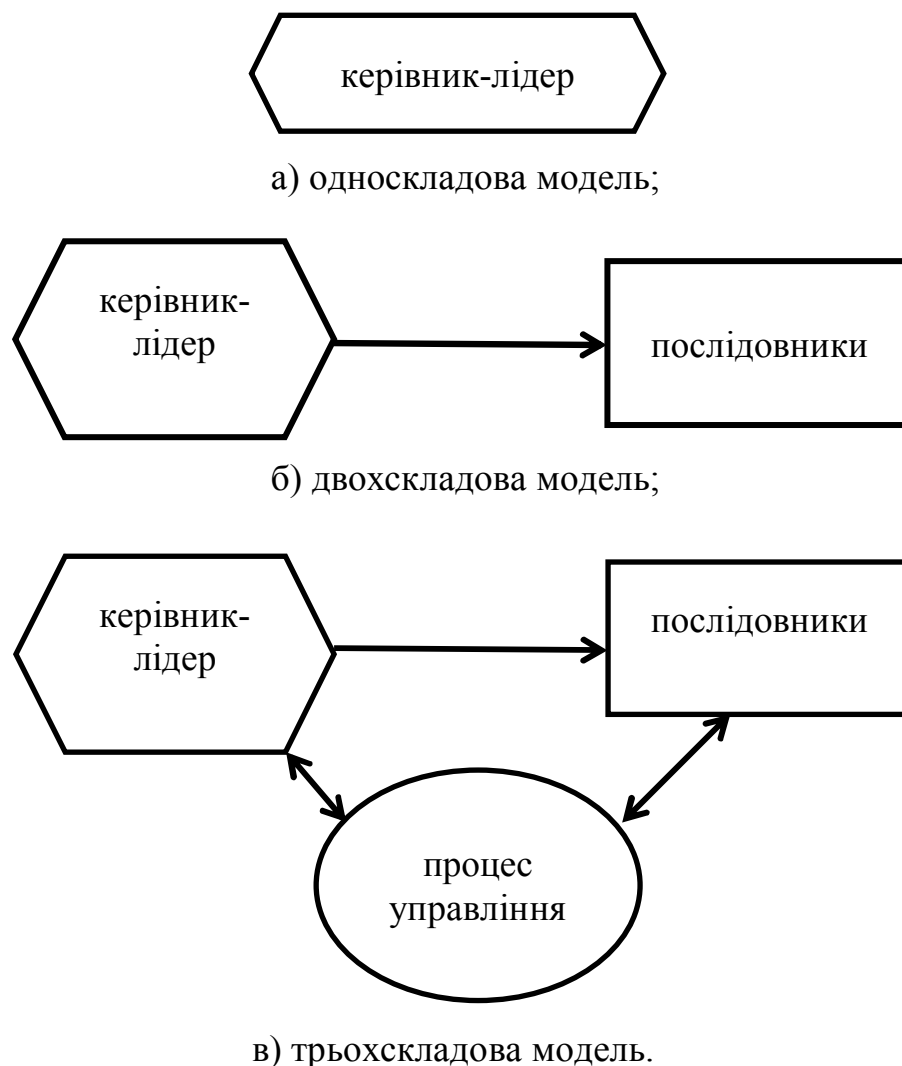 керівник-лідер
а) односкладова модель;
керівник-
лідер
послідовники
б) двохскладова модель;
керівник-
лідер
послідовники
процес
управління
в) трьохскладова модель.